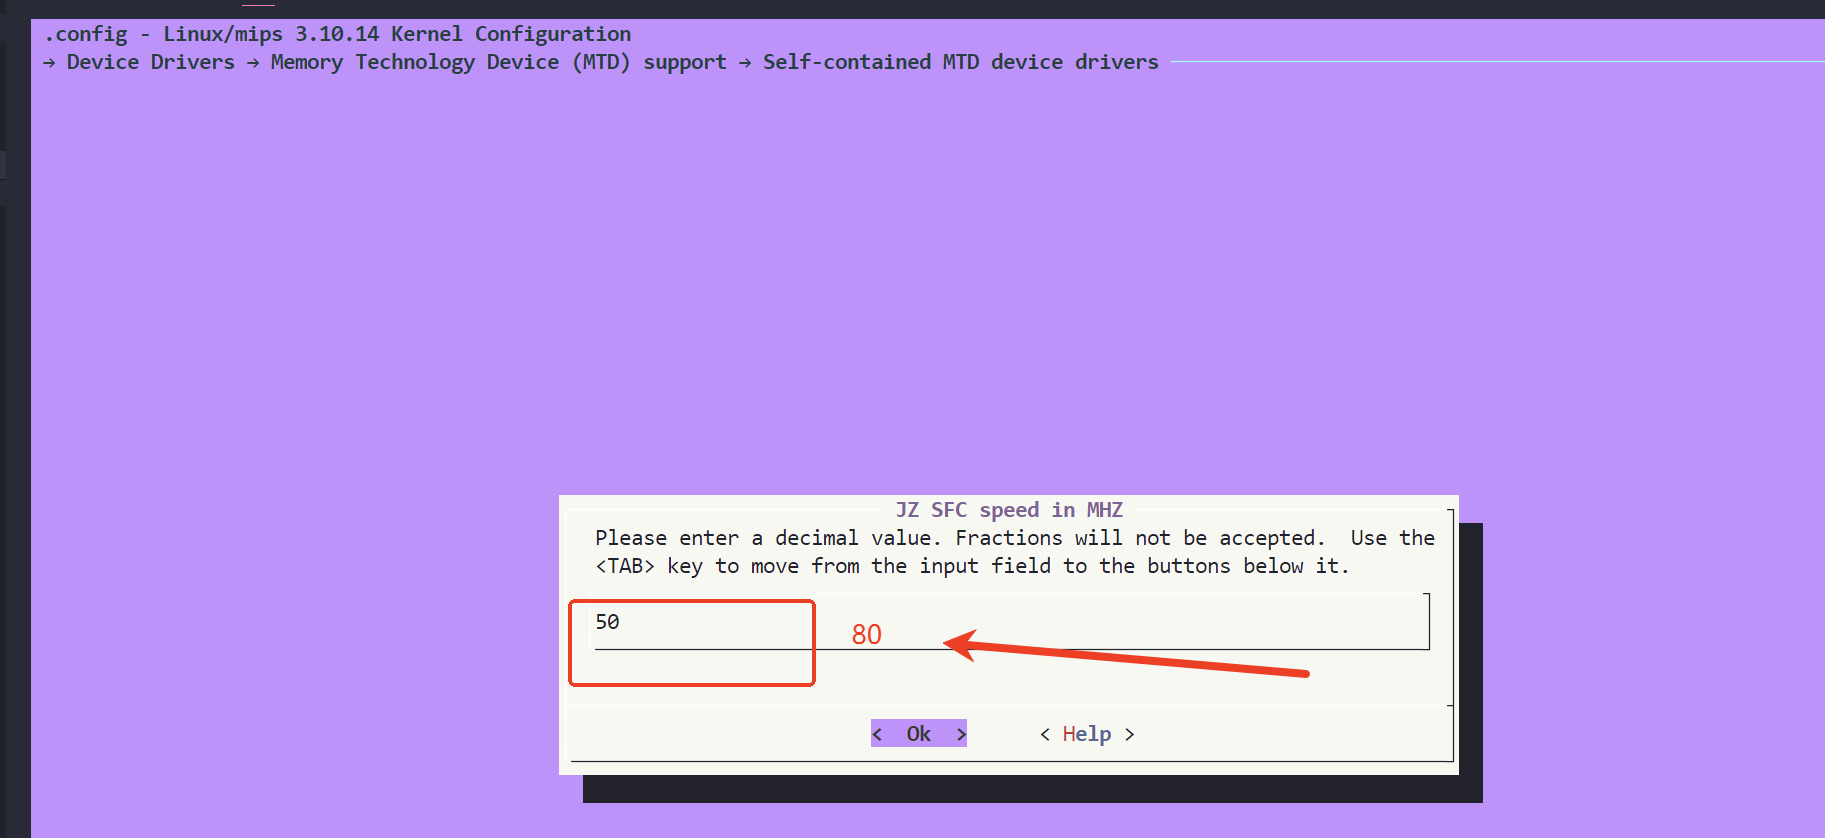 .config - Linux/mips 3.10.14 Kernel Configuration
→ Device Drivers → Memory Technology Device (MTD) support → Self-contained MTD device drivers
JZ SFC speed in MHZ
Please enter a decimal value. Fractions will not be accepted.  Use the
<TAB> key to move from the input field to the buttons below it.
50
80
<  Ok  >      < Help >